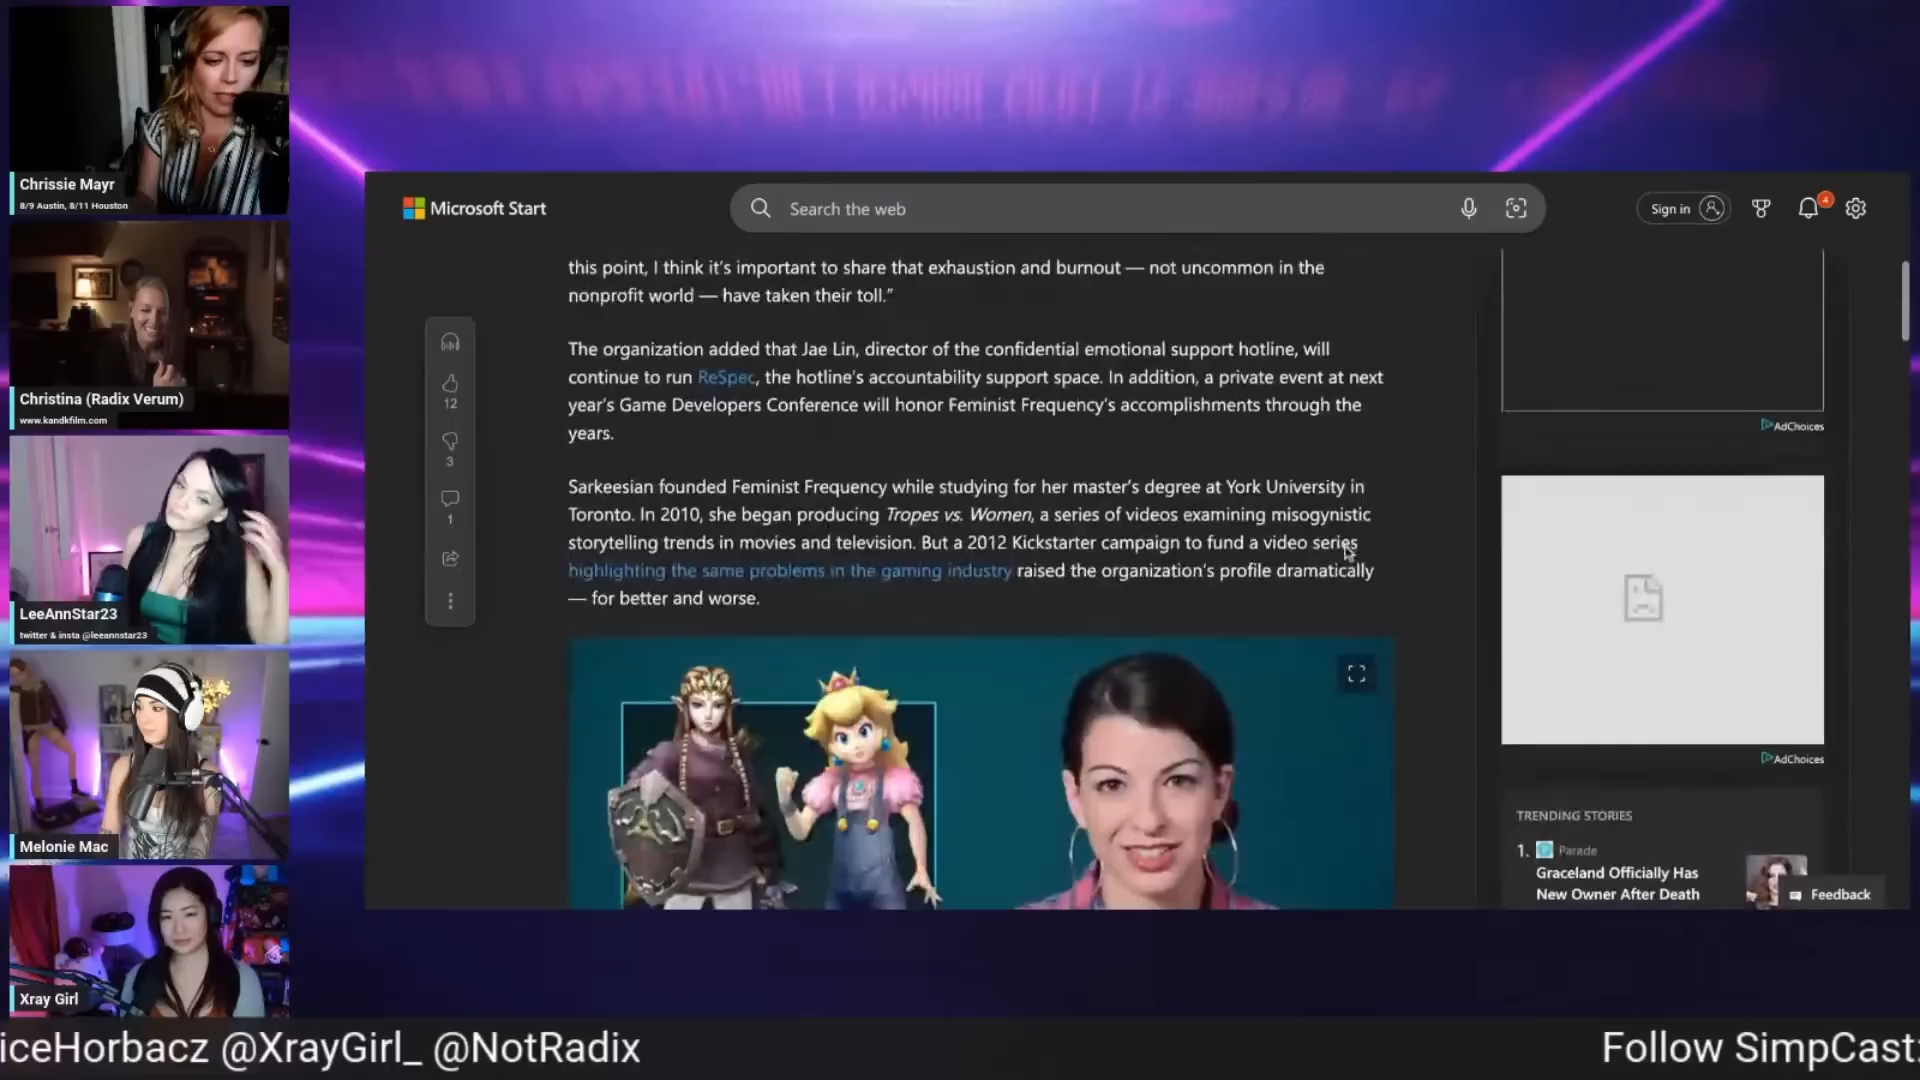 Chrissie Mayr
8/9 Austin, 8/11 Houston
Christina (Radix Verum)
www.kandkfilm.com
LeeAnnStar23
twitter & insta @leeannstar23
Melonie Mac
Xray Girl
Microsoft Start
Search the web
Sign in
4
this point, I think it's important to share that exhaustion and burnout — not uncommon in the
nonprofit world — have taken their toll."
The organization added that Jae Lin, director of the confidential emotional support hotline, will
continue to run ReSpec, the hotline's accountability support space. In addition, a private event at next
year's Game Developers Conference will honor Feminist Frequency's accomplishments through the
years.
Sarkeesian founded Feminist Frequency while studying for her master's degree at York University in
Toronto. In 2010, she began producing Tropes vs. Women, a series of videos examining misogynistic
storytelling trends in movies and television. But a 2012 Kickstarter campaign to fund a video series
highlighting the same problems in the gaming industry raised the organization's profile dramatically
— for better and worse.
12
3
1
AdChoices
AdChoices
TRENDING STORIES
1. Parade
Graceland Officially Has
New Owner After Death
Feedback
iceHorbacz @XrayGirl_ @NotRadix
Follow SimpCast: